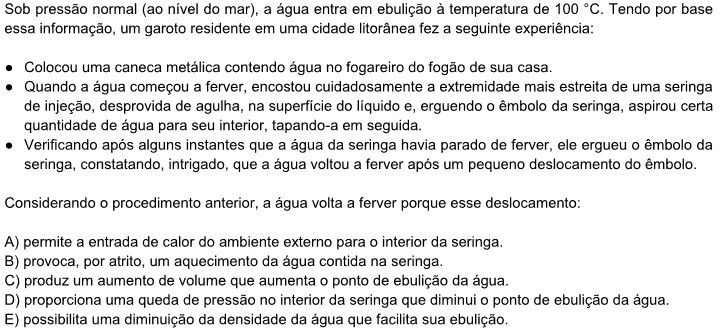 Sob pressão normal (ao nível do mar), a água entra em ebulição à temperatura de 100 °C. Tendo por base
essa informação, um garoto residente em uma cidade litorânea fez a seguinte experiência:
● Colocou uma caneca metálica contendo água no fogareiro do fogão de sua casa.
● Quando a água começou a ferver, encostou cuidadosamente a extremidade mais estreita de uma seringa
de injeção, desprovida de agulha, na superfície do líquido e, erguendo o êmbolo da seringa, aspirou certa
quantidade de água para seu interior, tapando-a em seguida.
● Verificando após alguns instantes que a água da seringa havia parado de ferver, ele ergueu o êmbolo da
seringa, constatando, intrigado, que a água voltou a ferver após um pequeno deslocamento do êmbolo.
Considerando o procedimento anterior, a água volta a ferver porque esse deslocamento:
A) permite a entrada de calor do ambiente externo para o interior da seringa.
B) provoca, por atrito, um aquecimento da água contida na seringa.
C) produz um aumento de volume que aumenta o ponto de ebulição da água.
D) proporciona uma queda de pressão no interior da seringa que diminui o ponto de ebulição da água.
E) possibilita uma diminuição da densidade da água que facilita sua ebulição.